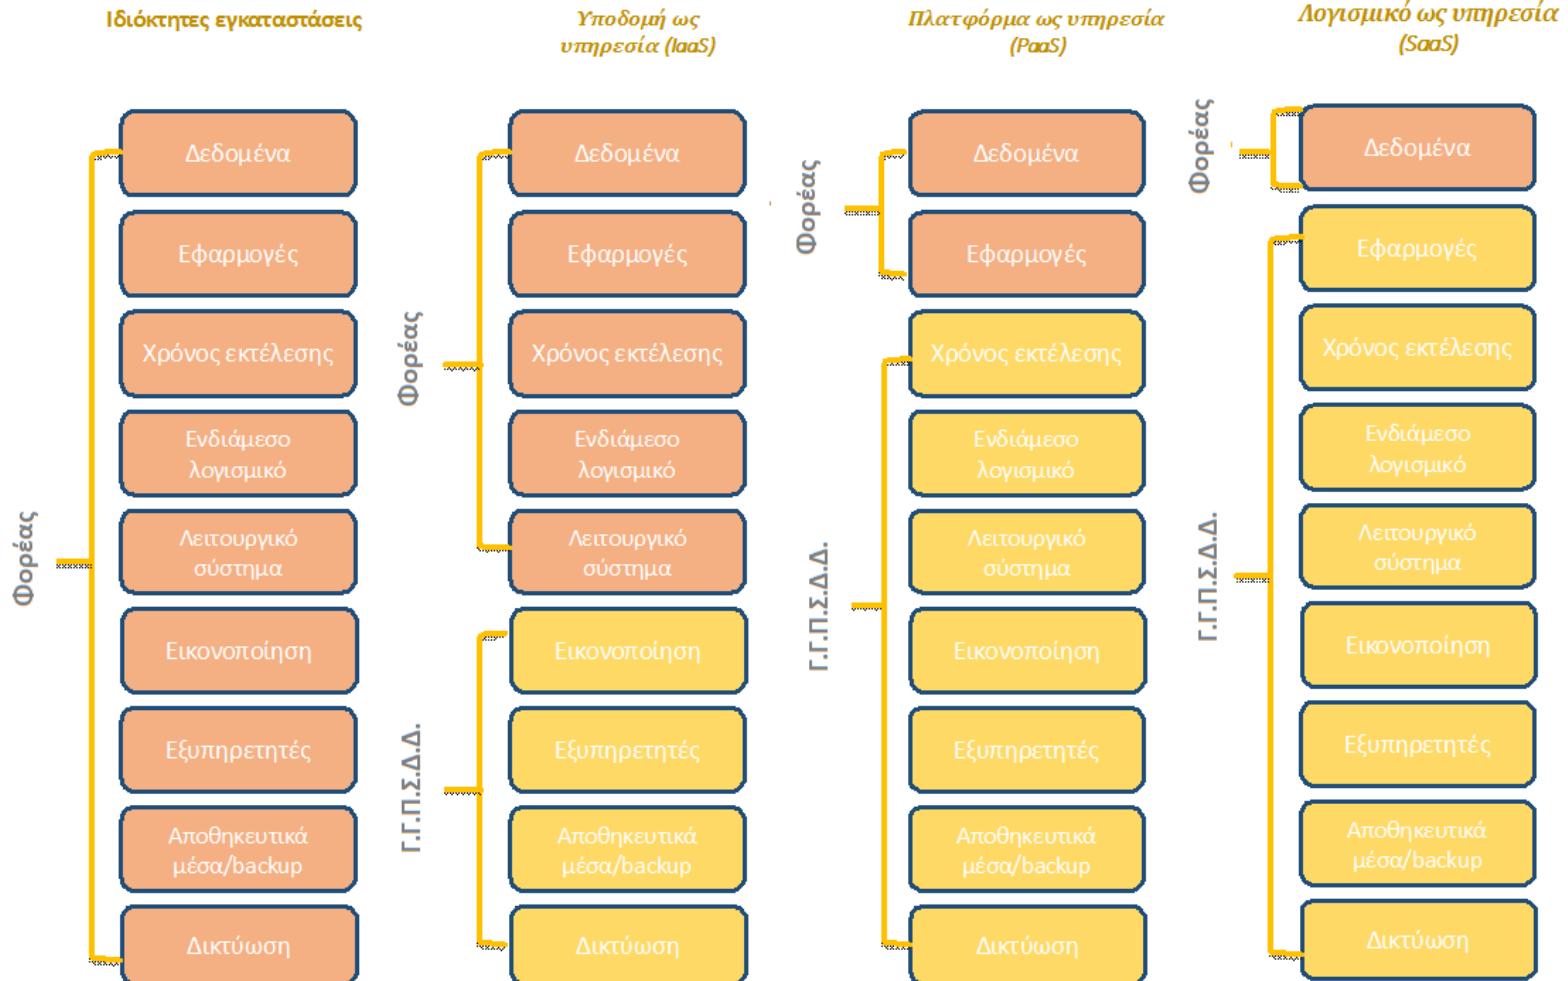 Ιδιόκτητες εγκαταστάσεις
Φορέας
Δεδομένα
Εφαρμογές
Χρόνος εκτέλεσης
Ενδιάμεσο
λογισμικό
Λειτουργικό
σύστημα
Εικονοποίηση
Εξυπηρετητές
Αποθηκευτικά
μέσα/backup
Δικτύωση
Υποδομή ως
υπηρεσία (IaaS)
Φορέας
Δεδομένα
Εφαρμογές
Χρόνος εκτέλεσης
Ενδιάμεσο
λογισμικό
Λειτουργικό
σύστημα
Γ.Γ.Π.Σ.Δ.Δ.
Εικονοποίηση
Εξυπηρετητές
Αποθηκευτικά
μέσα/backup
Δικτύωση
Πλατφόρμα ως υπηρεσία
(PaaS)
Φορέας
Δεδομένα
Εφαρμογές
Γ.Γ.Π.Σ.Δ.Δ.
Χρόνος εκτέλεσης
Ενδιάμεσο
λογισμικό
Λειτουργικό
σύστημα
Εικονοποίηση
Εξυπηρετητές
Αποθηκευτικά
μέσα/backup
Δικτύωση
Λογισμικό ως υπηρεσία
(SaaS)
Φορέας
Δεδομένα
Γ.Γ.Π.Σ.Δ.Δ.
Εφαρμογές
Χρόνος εκτέλεσης
Ενδιάμεσο
λογισμικό
Λειτουργικό
σύστημα
Εικονοποίηση
Εξυπηρετητές
Αποθηκευτικά
μέσα/backup
Δικτύωση